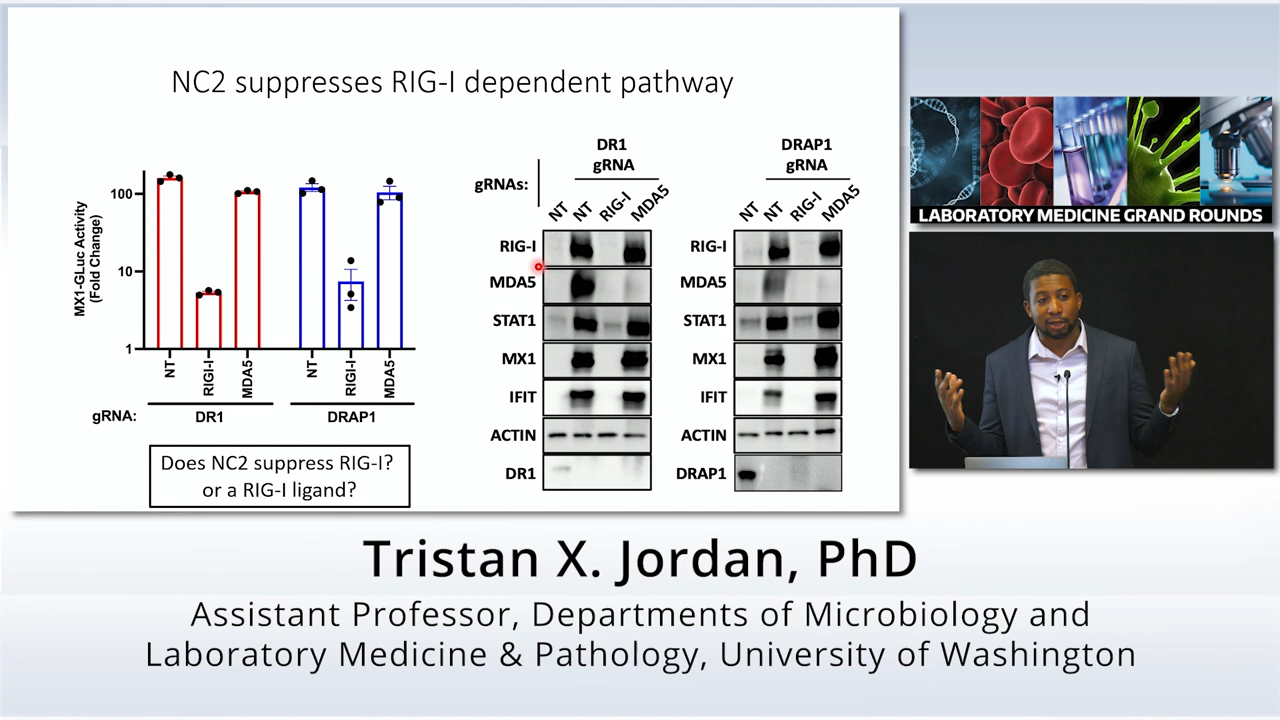 NC2 suppresses RIG-I dependent pathway
MX1-GLuc Activity
(Fold Change)
100
10
1
NT
RIGI-I
MDA5
NT
RIGI-I
MDA5
gRNA:
DR1
DRAP1
Does NC2 suppress RIG-I?
or a RIG-I ligand?
gRNAs:
DR1
gRNA
NT
NT
RIG-I
MDA5
RIG-I
MDA5
STAT1
MX1
IFIT
ACTIN
DR1
DRAP1
gRNA
NT
NT
RIG-I
MDA5
RIG-I
MDA5
STAT1
MX1
IFIT
ACTIN
DRAP1
LABORATORY MEDICINE GRAND ROUNDS
Tristan X. Jordan, PhD
Assistant Professor, Departments of Microbiology and
Laboratory Medicine & Pathology, University of Washington